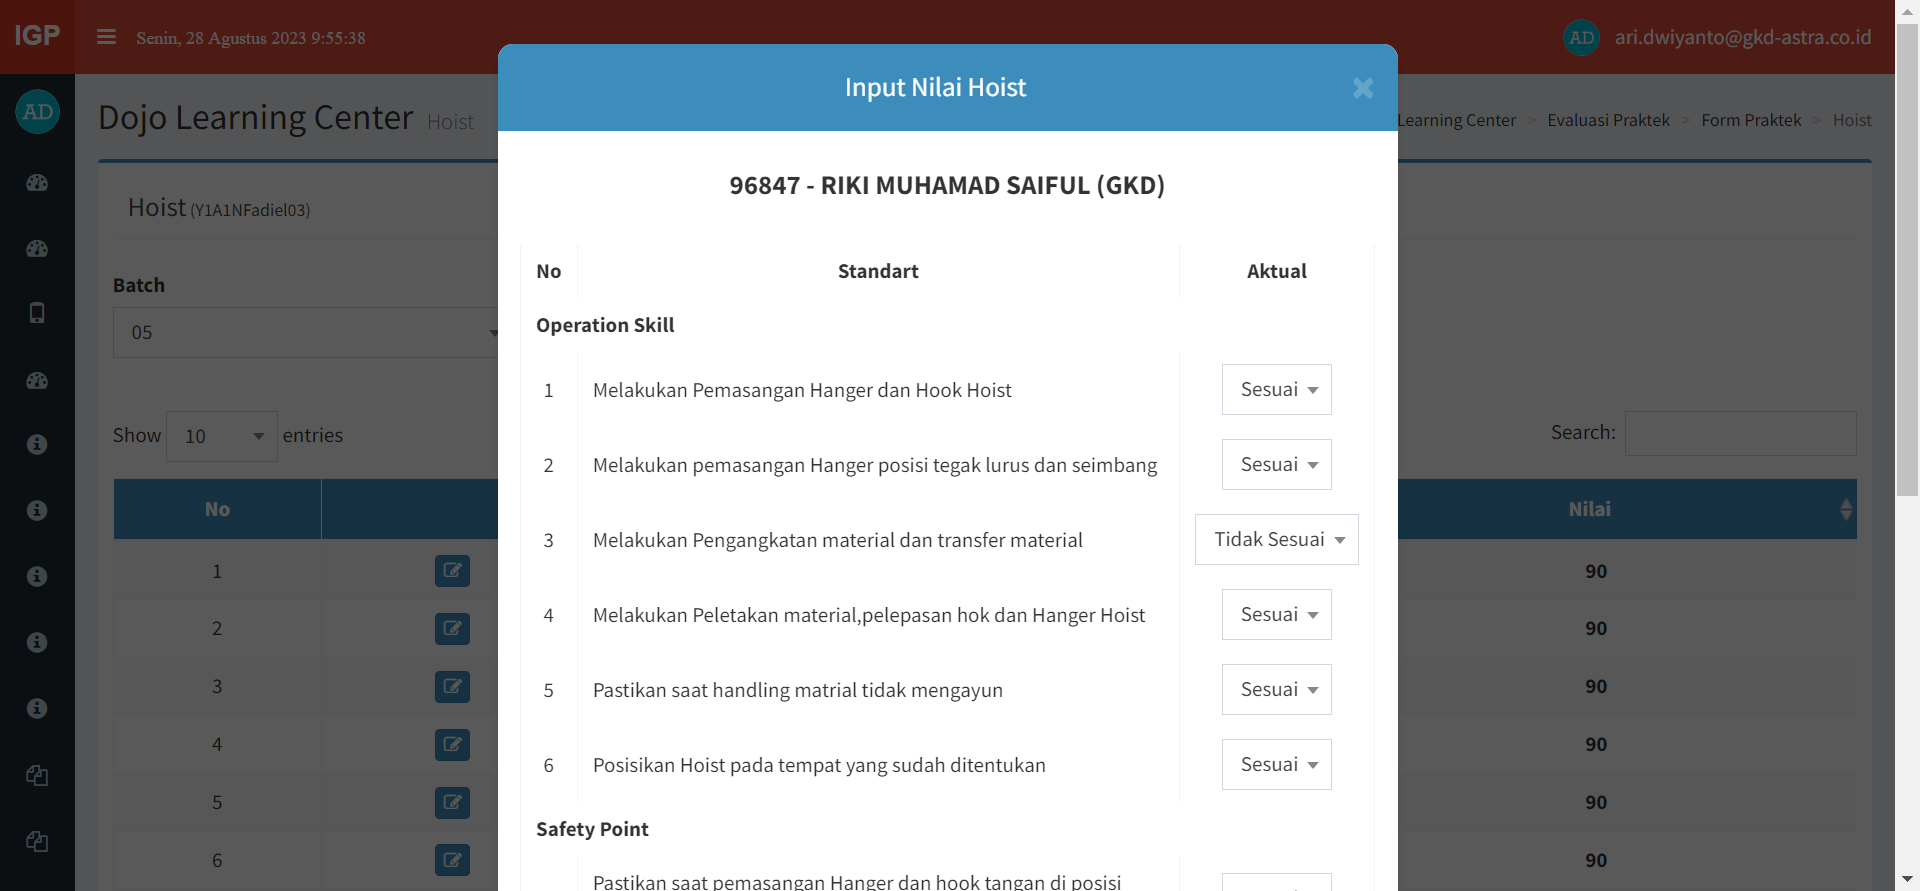 IGP
Senin, 28 Agustus 2023 9:55:38
AD ari.dwiyanto@gkd-astra.co.id
AD
Dojo Learning Center Hoist
Learning Center > Evaluasi Praktek > Form Praktek > Hoist
Hoist (Y1A1NFadiel03)
Batch
05
Show 10 entries
Search:
No
Nilai
1 90
2 90
3 90
4 90
5 90
6 90
Input Nilai Hoist ×
96847 - RIKI MUHAMAD SAIFUL (GKD)
No Standart Aktual
Operation Skill
1 Melakukan Pemasangan Hanger dan Hook Hoist Sesuai
2 Melakukan pemasangan Hanger posisi tegak lurus dan seimbang Sesuai
3 Melakukan Pengangkatan material dan transfer material Tidak Sesuai
4 Melakukan Peletakan material,pelepasan hok dan Hanger Hoist Sesuai
5 Pastikan saat handling matrial tidak mengayun Sesuai
6 Posisikan Hoist pada tempat yang sudah ditentukan Sesuai
Safety Point
Pastikan saat pemasangan Hanger dan hook tangan di posisi